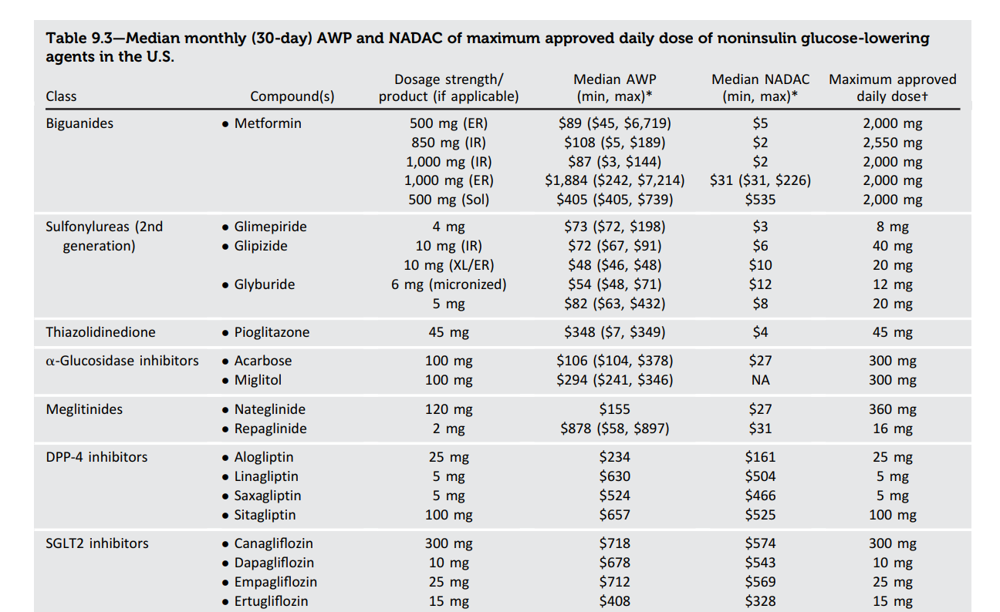 Table 9.3—Median monthly (30-day) AWP and NADAC of maximum approved daily dose of noninsulin glucose-lowering
agents in the U.S.
Dosage strength/ Median AWP Median NADAC Maximum approved
Class Compound(s) product (if applicable) (min, max)* (min, max)* daily dose†
Biguanides • Metformin 500 mg (ER) $89 ($45, $6,719) $5 2,000 mg
850 mg (IR) $108 ($5, $189) $2 2,550 mg
1,000 mg (IR) $87 ($3, $144) $2 2,000 mg
1,000 mg (ER) $1,884 ($242, $7,214) $31 ($31, $226) 2,000 mg
500 mg (Sol) $405 ($405, $739) $535 2,000 mg
Sulfonylureas (2nd • Glimepiride 4 mg $73 ($72, $198) $3 8 mg
generation) • Glipizide 10 mg (IR) $72 ($67, $91) $6 40 mg
10 mg (XL/ER) $48 ($46, $48) $10 20 mg
• Glyburide 6 mg (micronized) $54 ($48, $71) $12 12 mg
5 mg $82 ($63, $432) $8 20 mg
Thiazolidinedione • Pioglitazone 45 mg $348 ($7, $349) $4 45 mg
α-Glucosidase inhibitors • Acarbose 100 mg $106 ($104, $378) $27 300 mg
• Miglitol 100 mg $294 ($241, $346) NA 300 mg
Meglitinides • Nateglinide 120 mg $155 $27 360 mg
• Repaglinide 2 mg $878 ($58, $897) $31 16 mg
DPP-4 inhibitors • Alogliptin 25 mg $234 $161 25 mg
• Linagliptin 5 mg $630 $504 5 mg
• Saxagliptin 5 mg $524 $466 5 mg
• Sitagliptin 100 mg $657 $525 100 mg
SGLT2 inhibitors • Canagliflozin 300 mg $718 $574 300 mg
• Dapagliflozin 10 mg $678 $543 10 mg
• Empagliflozin 25 mg $712 $569 25 mg
• Ertugliflozin 15 mg $408 $328 15 mg